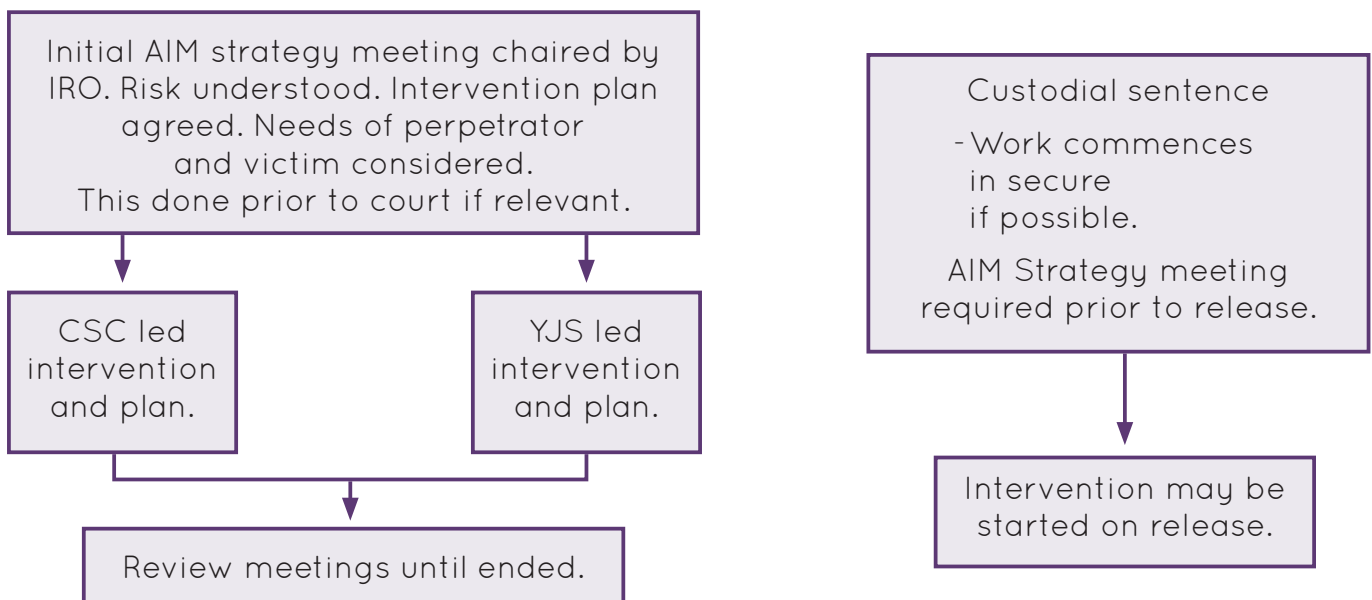 Initial AIM strategy meeting chaired by
IRO. Risk understood. Intervention plan
agreed. Needs of perpetrator
and victim considered.
This done prior to court if relevant.
CSC led
intervention
and plan.
YJS led
intervention
and plan.
Review meetings until ended.
Custodial sentence
- Work commences
in secure
if possible.
AIM Strategy meeting
required prior to release.
Intervention may be
started on release.